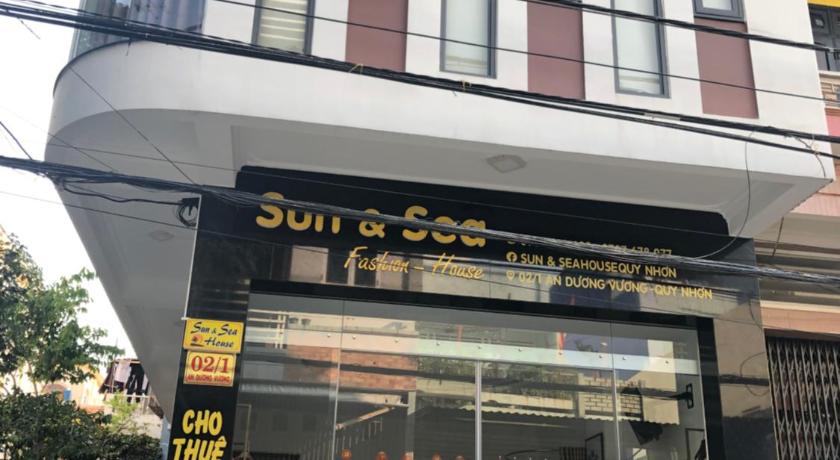 Sun & Sea
Fashion - House
SUN & SEAHOUSEQUY NHƠN
02/1 AN DƯƠNG VƯƠNG-QUY NHƠN
Sun & Sea
House
02/1
AN DƯƠNG VƯƠNG
CHO
THUÊ